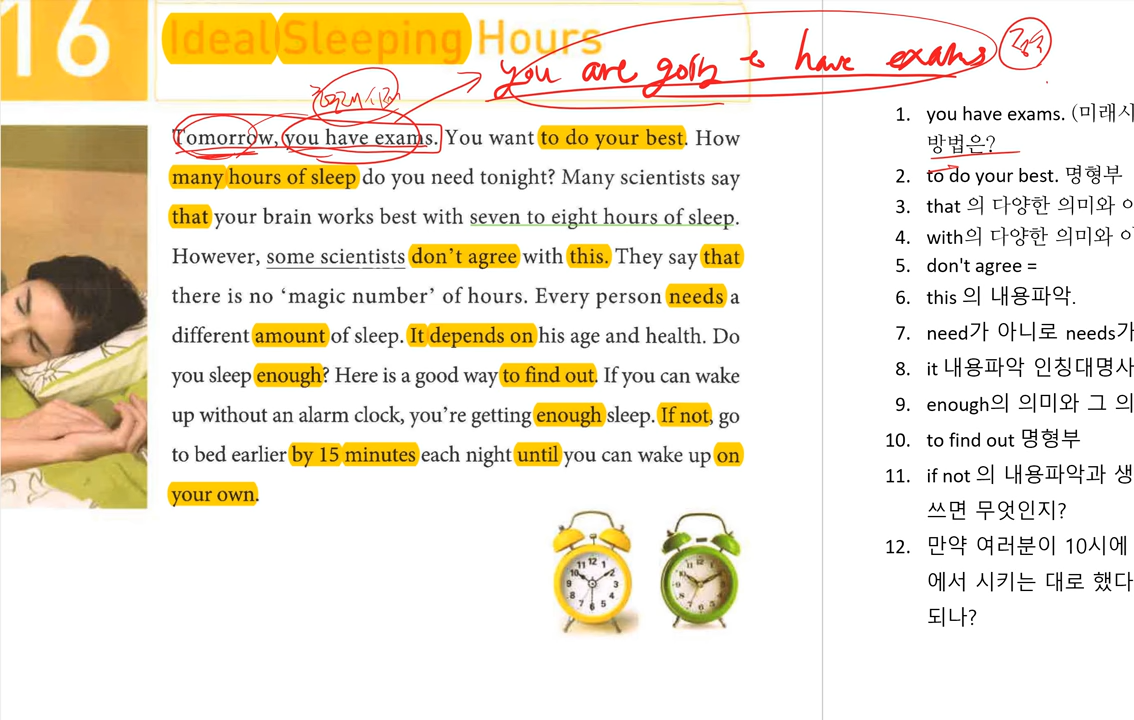 16
Ideal Sleeping Hours
you are going to have exams
현재시제
Tomorrow, you have exams. You want to do your best. How
many hours of sleep do you need tonight? Many scientists say
that your brain works best with seven to eight hours of sleep.
However, some scientists don't agree with this. They say that
there is no ‘magic number’ of hours. Every person needs a
different amount of sleep. It depends on his age and health. Do
you sleep enough? Here is a good way to find out. If you can wake
up without an alarm clock, you're getting enough sleep. If not, go
to bed earlier by 15 minutes each night until you can wake up on
your own.
1. you have exams. (미래시
방법은?
2. to do your best. 명형부
3. that 의 다양한 의미와 이
4. with의 다양한 의미와 이
5. don't agree =
6. this 의 내용파악.
7. need가 아니로 needs가
8. it 내용파악 인칭대명사
9. enough의 의미와 그 의
10. to find out 명형부
11. if not 의 내용파악과 생
쓰면 무엇인지?
12. 만약 여러분이 10시에
에서 시키는 대로 했다
되나?